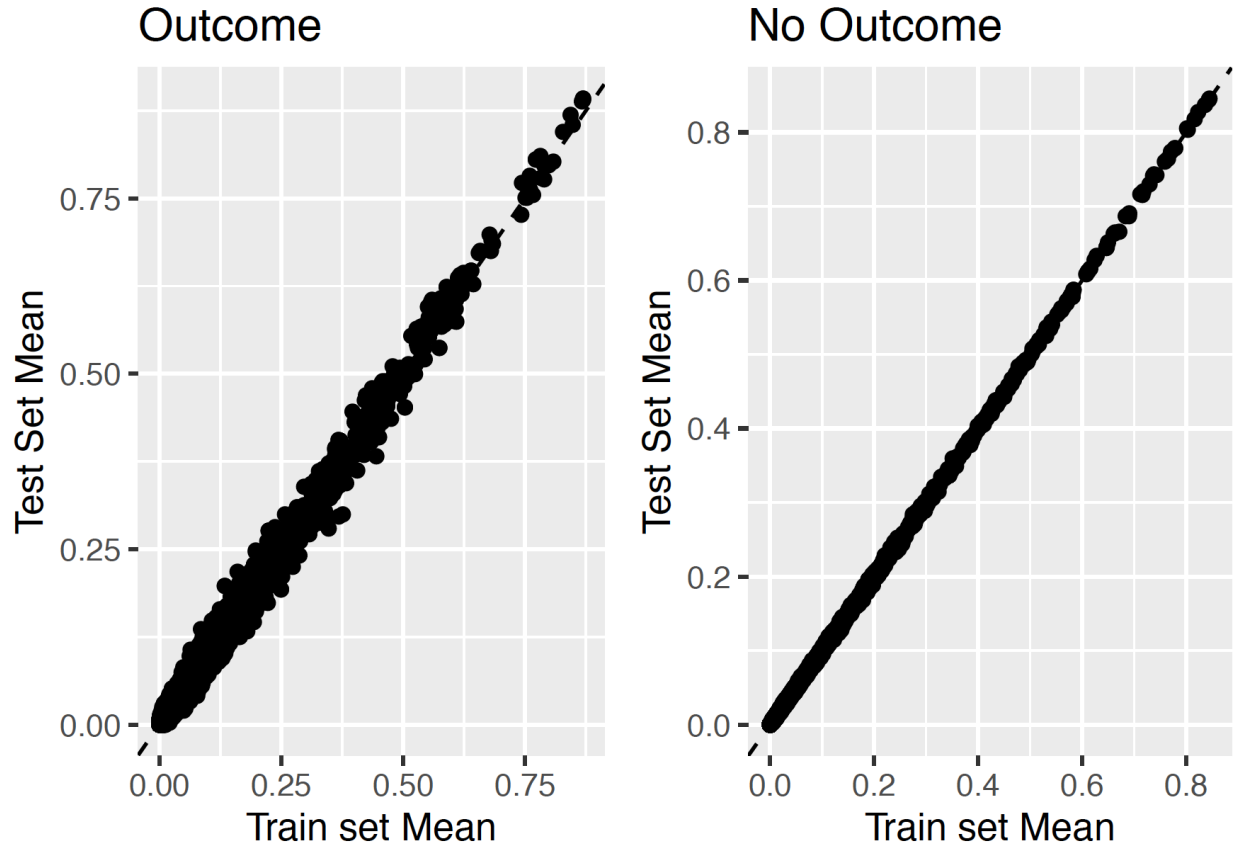 Outcome
Test Set Mean
0.75
0.50
0.25
0.00
0.00 0.25 0.50 0.75
Train set Mean
No Outcome
Test Set Mean
0.8
0.6
0.4
0.2
0.0
0.0 0.2 0.4 0.6 0.8
Train set Mean